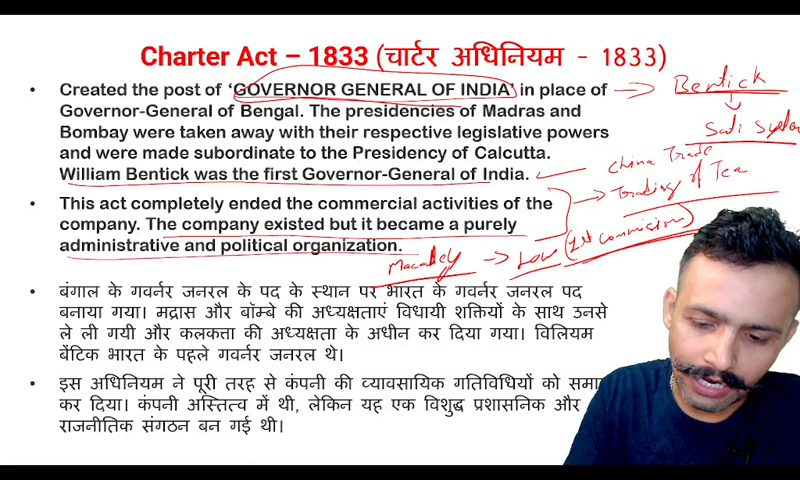 Charter Act – 1833 (चार्टर अधिनियम - 1833)
• Created the post of ‘GOVERNOR GENERAL OF INDIA’ in place of
Governor-General of Bengal. The presidencies of Madras and
Bombay were taken away with their respective legislative powers
and were made subordinate to the Presidency of Calcutta.
William Bentick was the first Governor-General of India.
• This act completely ended the commercial activities of the
company. The company existed but it became a purely
administrative and political organization.
Bentick
Sati System
China Trade
Trading of Tea
Macauley → Law (1st Commission)
• बंगाल के गवर्नर जनरल के पद के स्थान पर भारत के गवर्नर जनरल पद
बनाया गया। मद्रास और बॉम्बे की अध्यक्षताएं विधायी शक्तियों के साथ उनसे
ले ली गयी और कलकत्ता की अध्यक्षता के अधीन कर दिया गया। विलियम
बेंटिक भारत के पहले गवर्नर जनरल थे।
• इस अधिनियम ने पूरी तरह से कंपनी की व्यावसायिक गतिविधियों को
कर दिया। कंपनी अस्तित्व में थी, लेकिन यह एक विशुद्ध प्रशासनिक और
राजनीतिक संगठन बन गई थी।